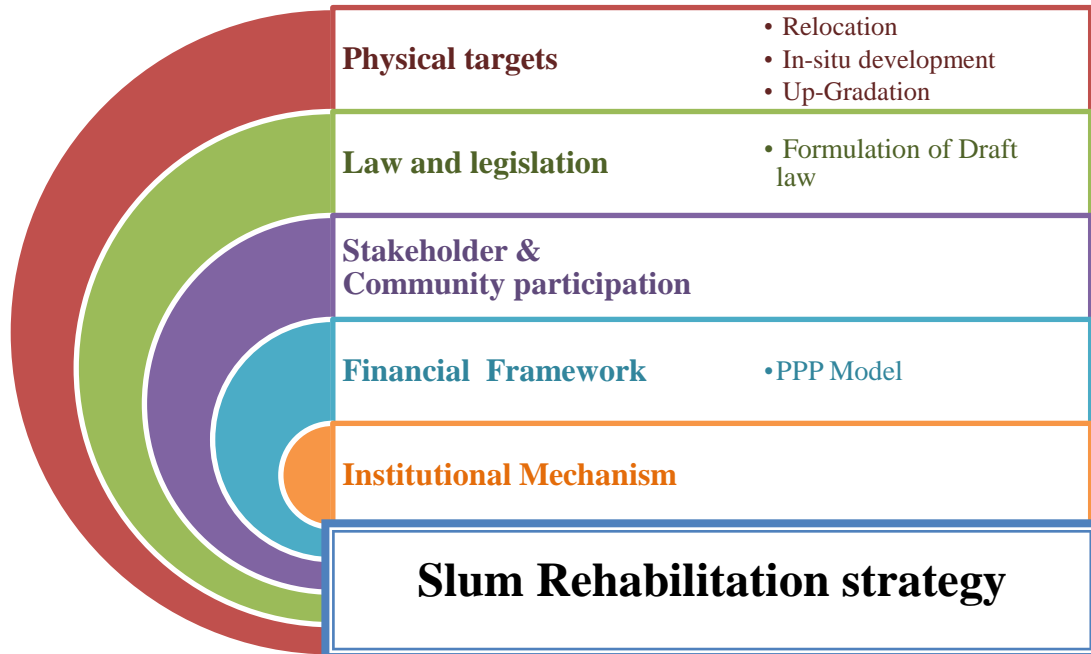 Physical targets
• Relocation
• In-situ development
• Up-Gradation
Law and legislation
• Formulation of Draft
law
Stakeholder &
Community participation
Financial Framework
•PPP Model
Institutional Mechanism
Slum Rehabilitation strategy